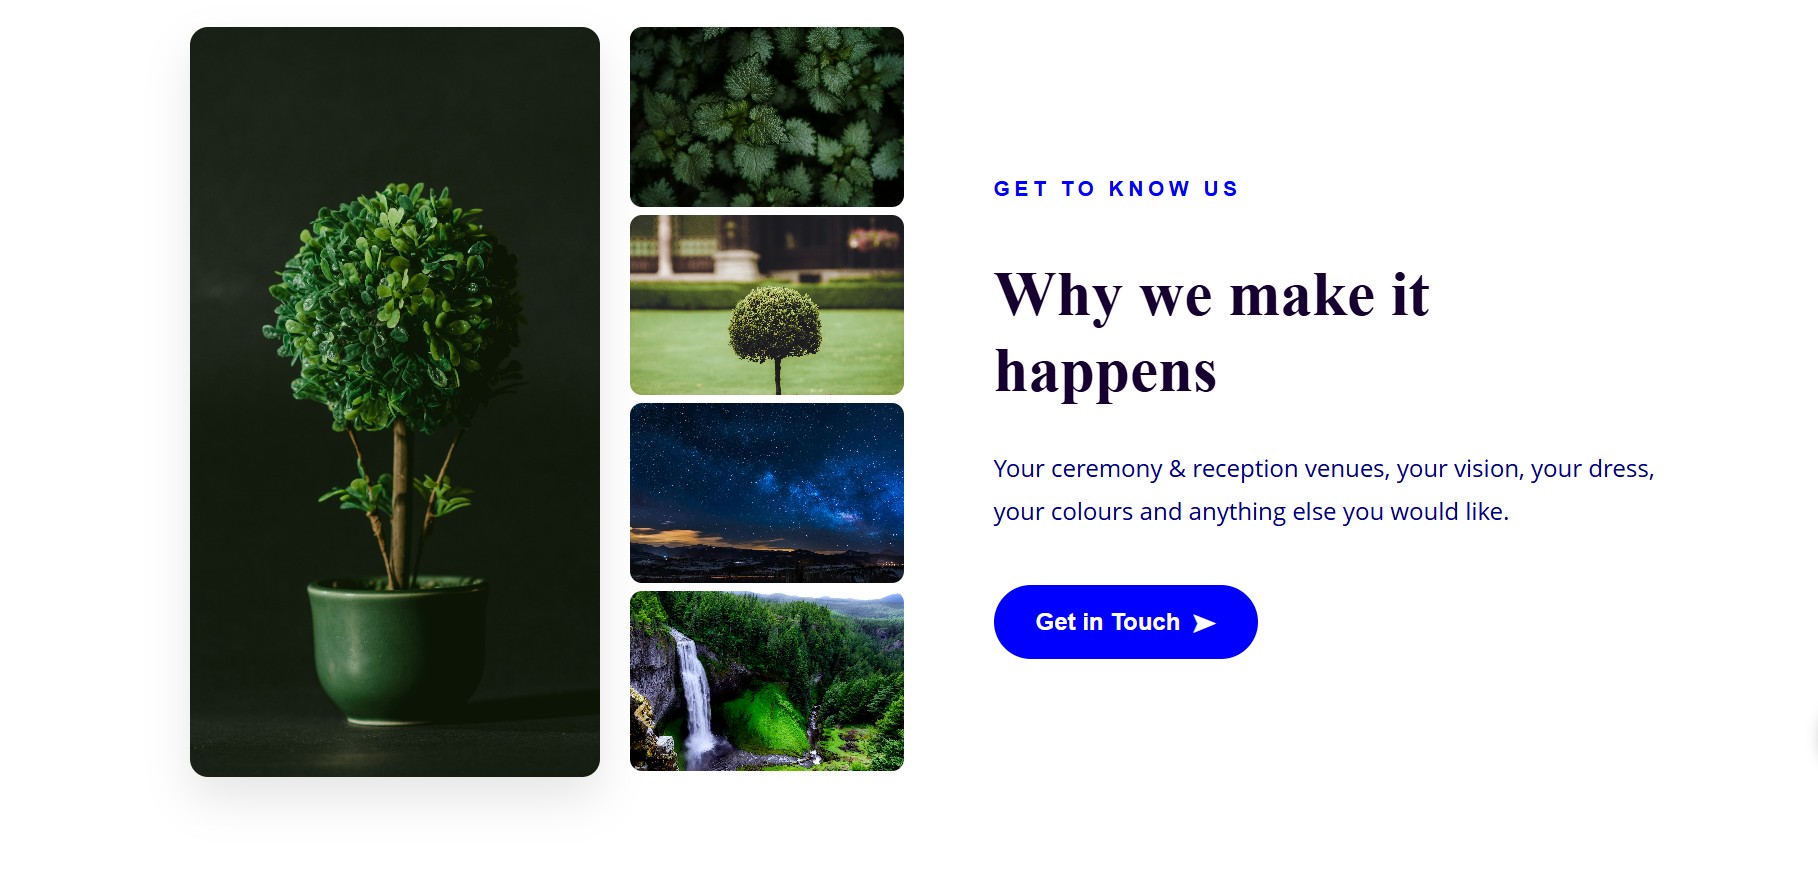 GET TO KNOW US
Why we make it
happens
Your ceremony & reception venues, your vision, your dress,
your colours and anything else you would like.
Get in Touch